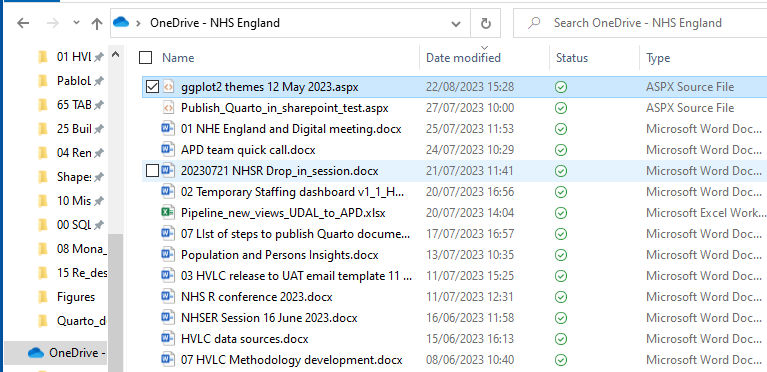 OneDrive - NHS England
Search OneDrive - NHS England
Name Date modified Status Type
01 HVL
PabloL
65 TAB
25 Buil
04 Ren
Shapes
10 Mis
00 SQL
08 Mona_
15 Re_des
Figures
Quarto_d
OneDrive -
ggplot2 themes 12 May 2023.aspx 22/08/2023 15:28 ASPX Source File
Publish_Quarto_in_sharepoint_test.aspx 27/07/2023 10:00 ASPX Source File
01 NHE England and Digital meeting.docx 25/07/2023 11:53 Microsoft Word Doc...
APD team quick call.docx 24/07/2023 10:29 Microsoft Word Doc...
20230721 NHSR Drop_in_session.docx 21/07/2023 11:41 Microsoft Word Doc...
02 Temporary Staffing dashboard v1_1_H... 20/07/2023 16:56 Microsoft Word Doc...
Pipeline_new_views_UDAL_to_APD.xlsx 20/07/2023 14:04 Microsoft Excel Work...
07 LIst of steps to publish Quarto docume... 17/07/2023 16:57 Microsoft Word Doc...
Population and Persons Insights.docx 13/07/2023 10:35 Microsoft Word Doc...
03 HVLC release to UAT email template 11 ... 11/07/2023 15:25 Microsoft Word Doc...
NHS R conference 2023.docx 11/07/2023 12:31 Microsoft Word Doc...
NHSER Session 16 June 2023.docx 16/06/2023 11:58 Microsoft Word Doc...
HVLC data sources.docx 15/06/2023 16:13 Microsoft Word Doc...
07 HVLC Methodology development.docx 08/06/2023 10:40 Microsoft Word Doc...